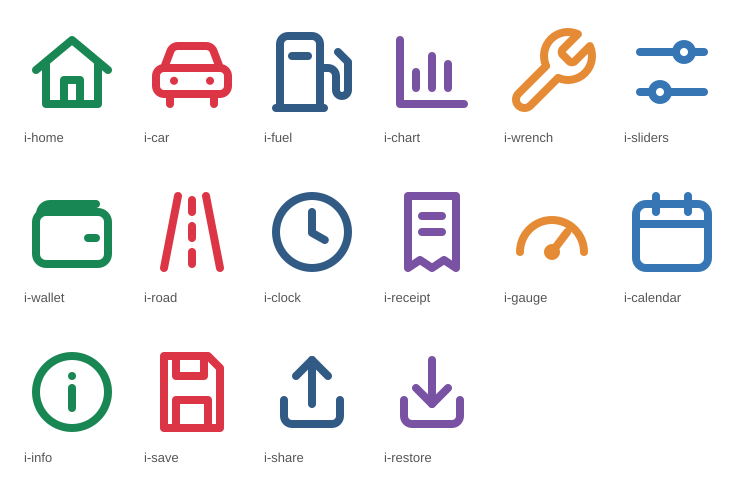 i-home i-car i-fuel i-chart i-wrench i-sliders
i-wallet i-road i-clock i-receipt i-gauge i-calendar
i-info i-save i-share i-restore